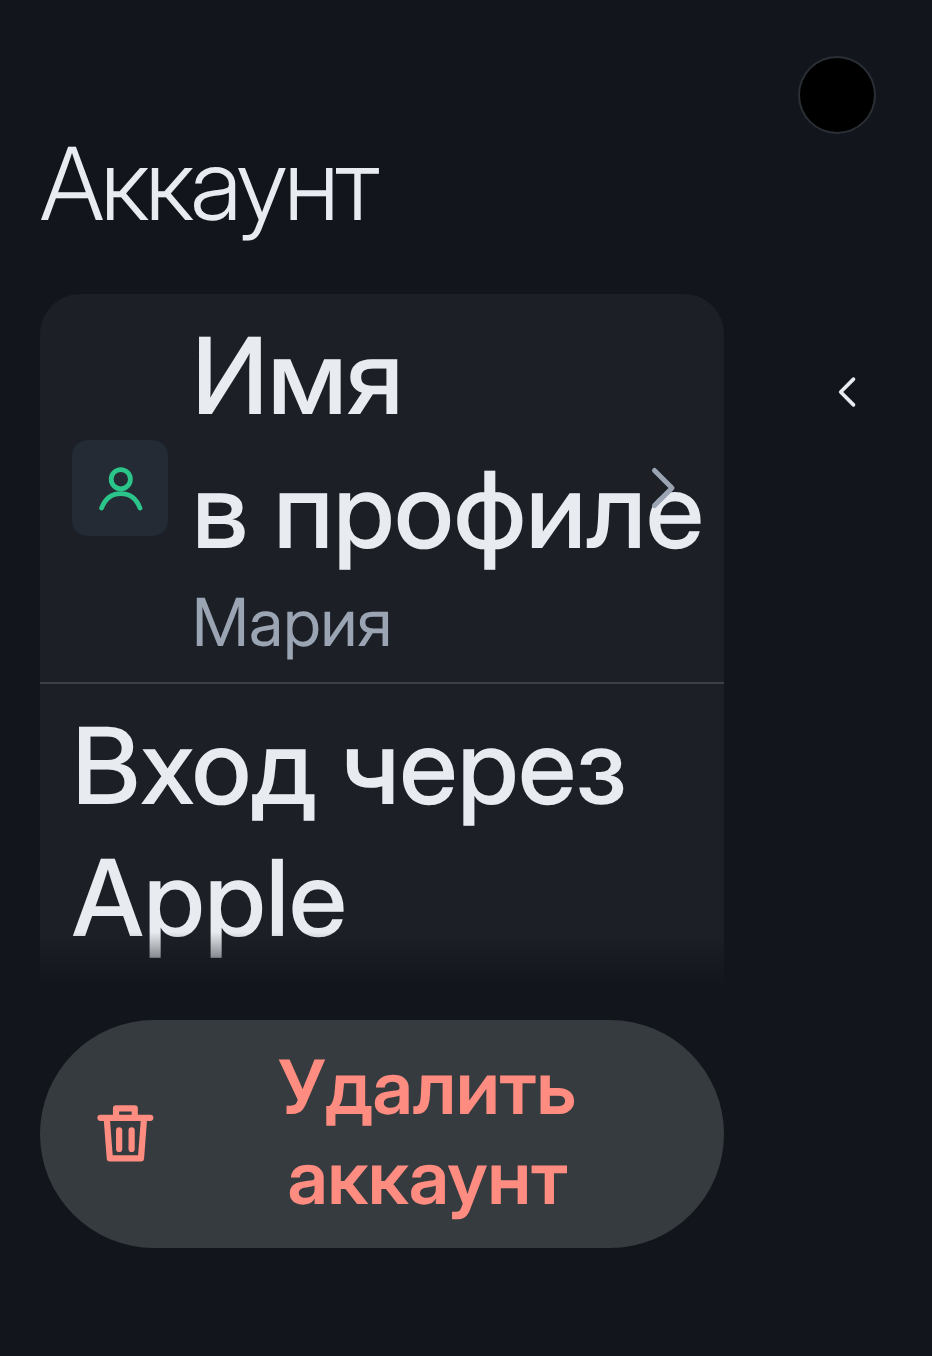 Аккаунт
Имя
в профиле
Мария
Вход через
Apple
Удалить
аккаунт